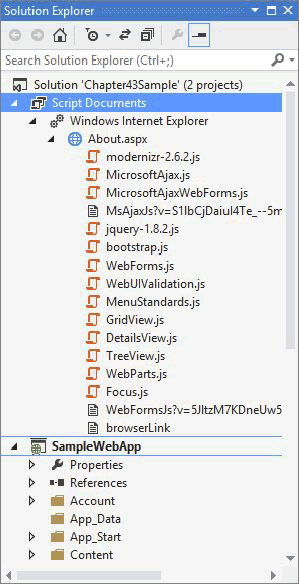 Solution Explorer
Search Solution Explorer (Ctrl+;)
Solution 'Chapter43Sample' (2 projects)
Script Documents
Windows Internet Explorer
About.aspx
modernizr-2.6.2.js
MicrosoftAjax.js
MicrosoftAjaxWebForms.js
MsAjaxJs?v=S1IbCjDaiuI4Te_--5m
jquery-1.8.2.js
bootstrap.js
WebForms.js
WebUIValidation.js
MenuStandards.js
GridView.js
DetailsView.js
TreeView.js
WebParts.js
Focus.js
WebFormsJs?v=5JltzM7KDneUw5
browserLink
SampleWebApp
Properties
References
Account
App_Data
App_Start
Content